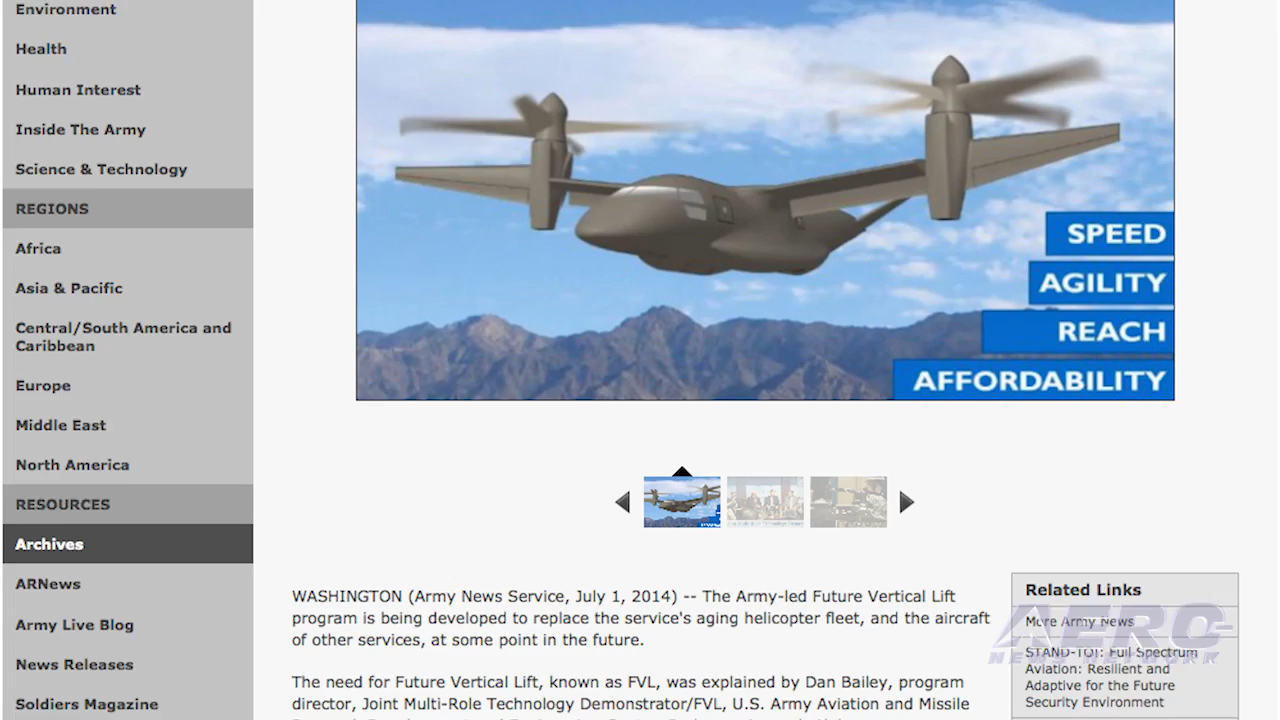 Environment
Health
Human Interest
Inside The Army
Science & Technology
REGIONS
Africa
Asia & Pacific
Central/South America and
Caribbean
Europe
Middle East
North America
RESOURCES
Archives
ARNews
Army Live Blog
News Releases
Soldiers Magazine
SPEED
AGILITY
REACH
AFFORDABILITY
WASHINGTON (Army News Service, July 1, 2014) -- The Army-led Future Vertical Lift
program is being developed to replace the service's aging helicopter fleet, and the aircraft
of other services, at some point in the future.
The need for Future Vertical Lift, known as FVL, was explained by Dan Bailey, program
director, Joint Multi-Role Technology Demonstrator/FVL, U.S. Army Aviation and Missile
Related Links
More Army News
STAND-TO!: Full Spectrum
Aviation: Resilient and
Adaptive for the Future
Security Environment
AERO
NEWS NETWORK